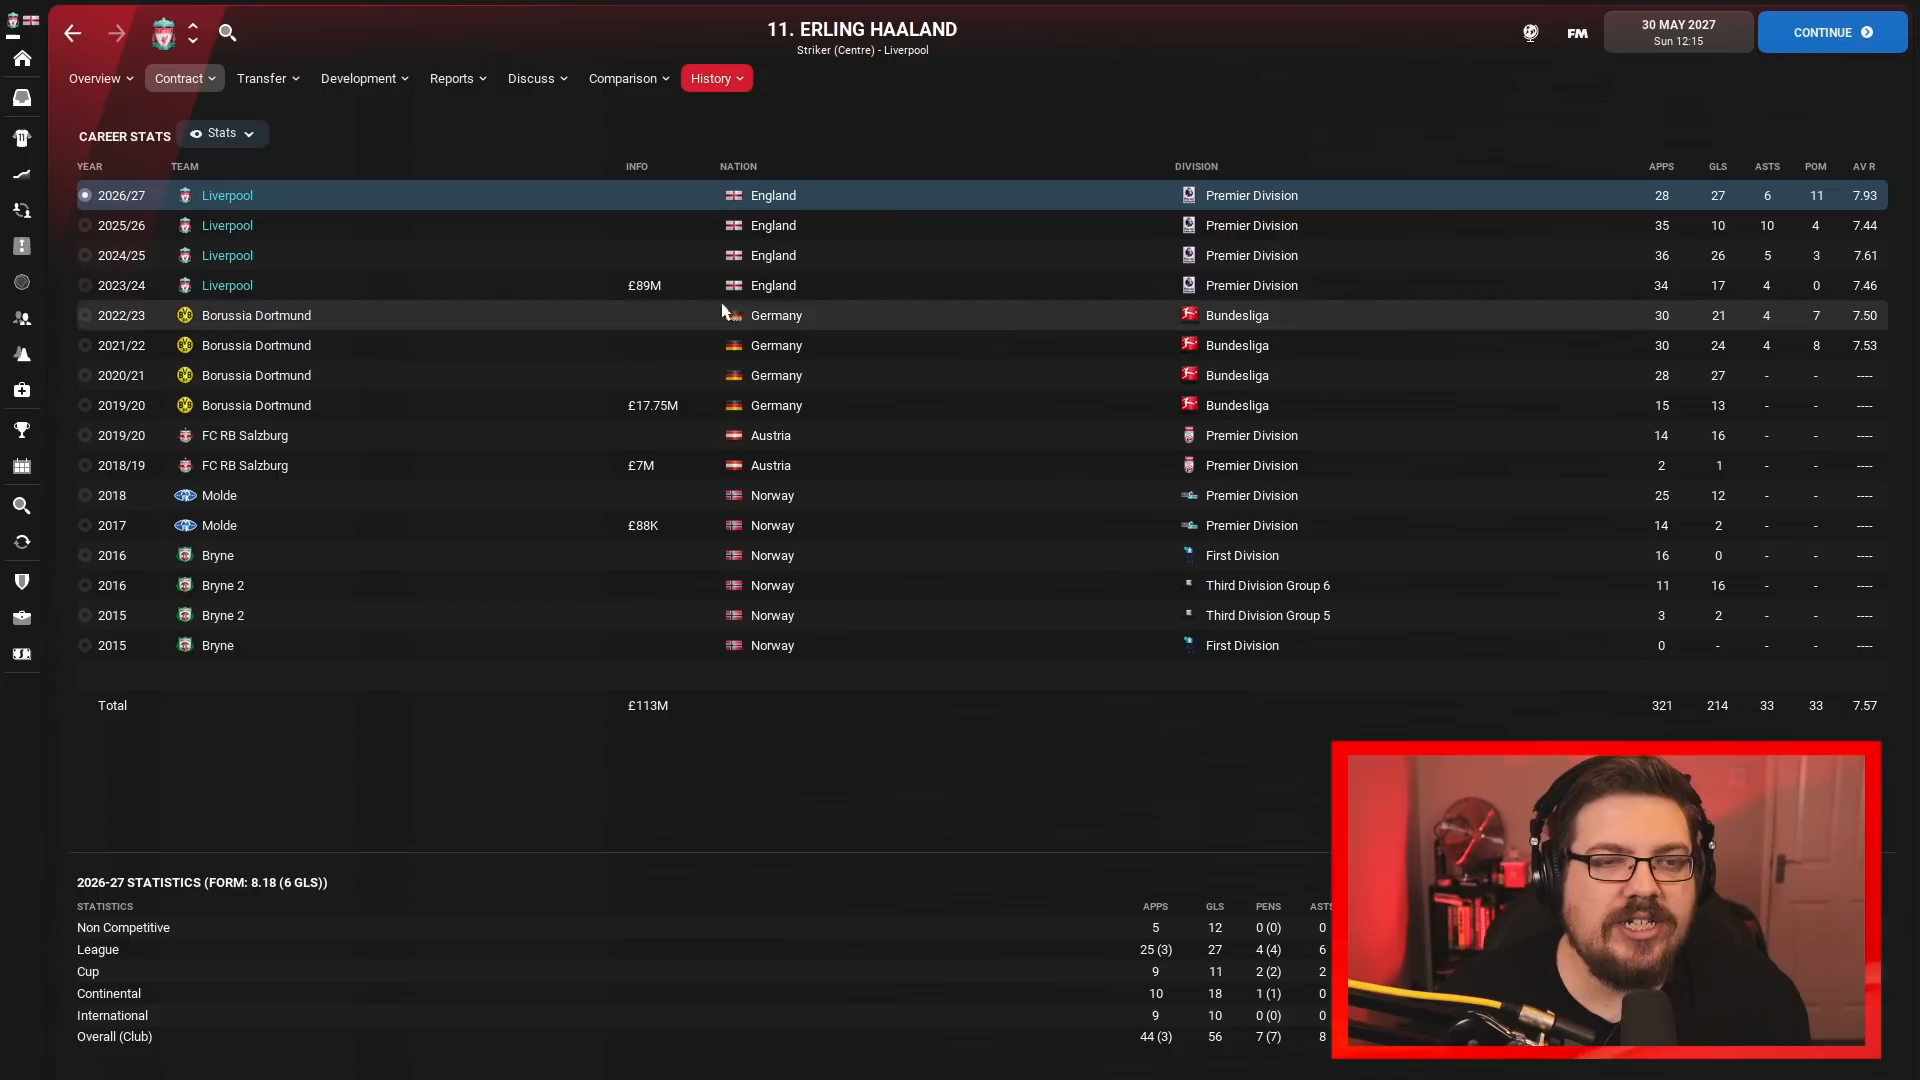 11. ERLING HAALAND
Striker (Centre) - Liverpool
FM
30 MAY 2027
Sun 12:15
CONTINUE
Overview Contract Transfer Development Reports Discuss Comparison History
CAREER STATS Stats
YEAR TEAM INFO NATION DIVISION APPS GLS ASTS POM AV R
2026/27 Liverpool England Premier Division 28 27 6 11 7.93
2025/26 Liverpool England Premier Division 35 10 10 4 7.44
2024/25 Liverpool England Premier Division 36 26 5 3 7.61
2023/24 Liverpool £89M England Premier Division 34 17 4 0 7.46
2022/23 Borussia Dortmund Germany Bundesliga 30 21 4 7 7.50
2021/22 Borussia Dortmund Germany Bundesliga 30 24 4 8 7.53
2020/21 Borussia Dortmund Germany Bundesliga 28 27 - - ----
2019/20 Borussia Dortmund £17.75M Germany Bundesliga 15 13 - - ----
2019/20 FC RB Salzburg Austria Premier Division 14 16 - - ----
2018/19 FC RB Salzburg £7M Austria Premier Division 2 1 - - ----
2018 Molde Norway Premier Division 25 12 - - ----
2017 Molde £88K Norway Premier Division 14 2 - - ----
2016 Bryne Norway First Division 16 0 - - ----
2016 Bryne 2 Norway Third Division Group 6 11 16 - - ----
2015 Bryne 2 Norway Third Division Group 5 3 2 - - ----
2015 Bryne Norway First Division 0 - - - ----
Total £113M 321 214 33 33 7.57
2026-27 STATISTICS (FORM: 8.18 (6 GLS))
STATISTICS APPS GLS PENS ASTS
Non Competitive 5 12 0 (0) 0
League 25 (3) 27 4 (4) 6
Cup 9 11 2 (2) 2
Continental 10 18 1 (1) 0
International 9 10 0 (0) 0
Overall (Club) 44 (3) 56 7 (7) 8